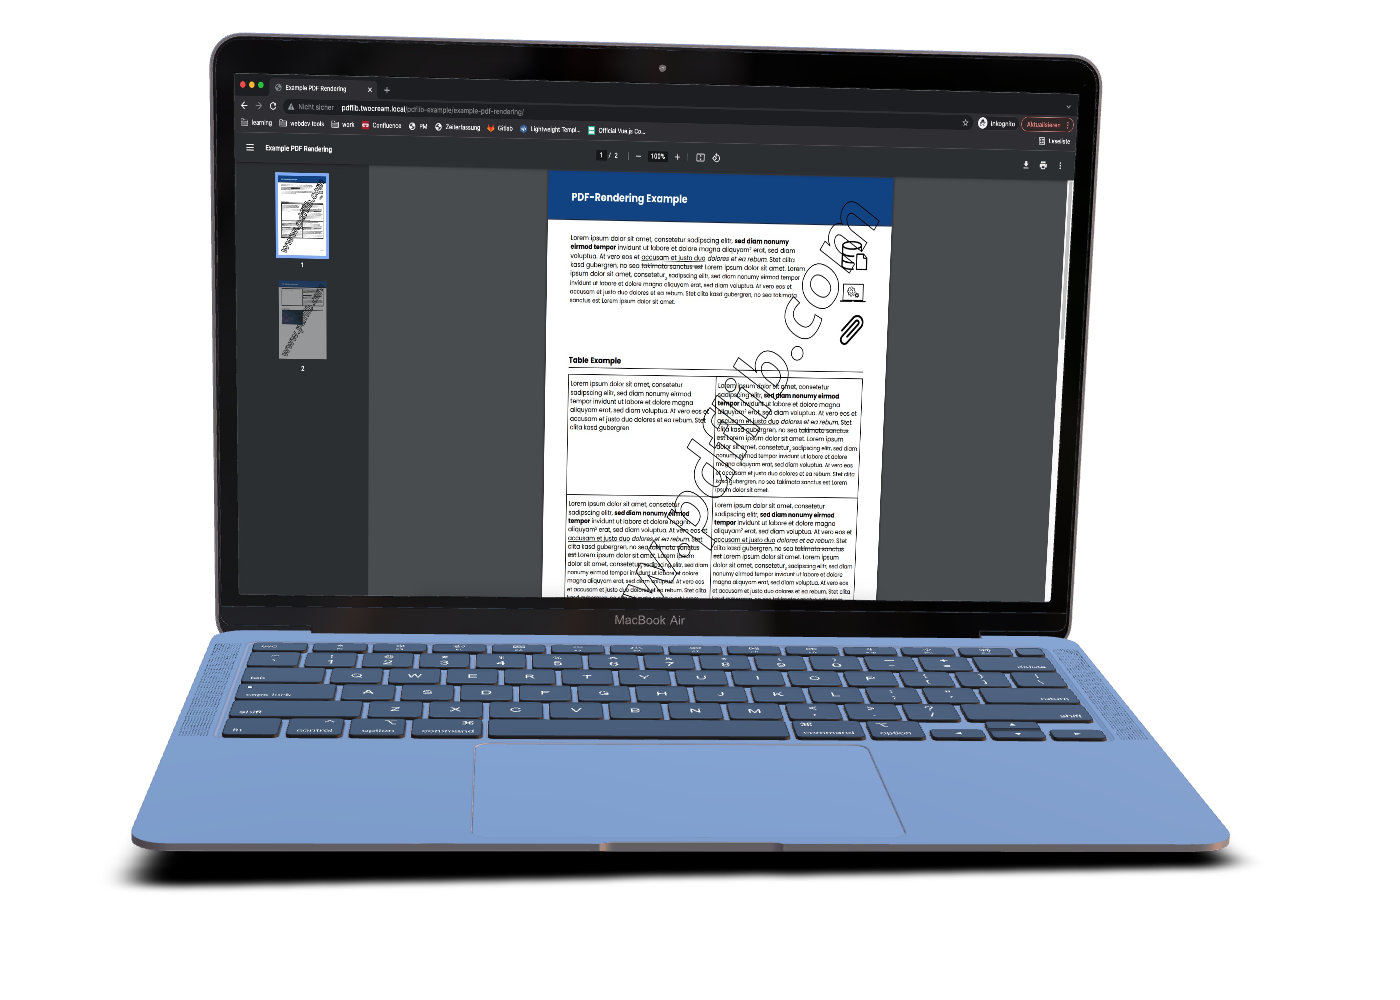 Example PDF Rendering
Nicht sicher pdflib.twocream.local/pdflib-example/example-pdf-rendering/
Inkognito
Aktualisieren
learning webdev tools work Confluence PM Zeiterfassung Gitlab Lightweight Templ... Official Vue.js Co...
Leseliste
Example PDF Rendering
1 / 2
100%
1
2
PDF-Rendering Example
Lorem ipsum dolor sit amet, consetetur sadipscing elitr, sed diam nonumy
eirmod tempor invidunt ut labore et dolore magna aliquyam² erat, sed diam
voluptua. At vero eos et accusam et justo duo dolores et ea rebum. Stet clita
kasd gubergren, no sea takimata sanctus est Lorem ipsum dolor sit amet. Lorem
ipsum dolor sit amet, consetetur, sadipscing elitr, sed diam nonumy eirmod tempor
invidunt ut labore et dolore magna aliquyam erat, sed diam voluptua. At vero eos et
accusam et justo duo dolores et ea rebum. Stet clita kasd gubergren, no sea takimata
sanctus est Lorem ipsum dolor sit amet.
Table Example
Lorem ipsum dolor sit amet, consetetur
sadipscing elitr, sed diam nonumy eirmod
tempor invidunt ut labore et dolore magna
aliquyam erat, sed diam voluptua. At vero eos et
accusam et justo duo dolores et ea rebum. Stet
clita kasd gubergren
Lorem ipsum dolor sit amet, consetetur
sadipscing elitr, sed diam nonumy eirmod
tempor invidunt ut labore et dolore magna
aliquyam² erat, sed diam voluptua. At vero eos et
accusam et justo duo dolores et ea rebum. Stet
clita kasd gubergren, no sea takimata sanctus
est Lorem ipsum dolor sit amet. Lorem ipsum
dolor sit amet, consetetur, sadipscing elitr, sed diam
nonumy eirmod tempor invidunt ut labore et dolore
magna aliquyam erat, sed diam voluptua. At vero eos
et accusam et justo duo dolores et ea rebum. Stet clita
kasd gubergren, no sea takimata sanctus est Lorem
ipsum dolor sit amet.
Lorem ipsum dolor sit amet, consetetur
sadipscing elitr, sed diam nonumy eirmod
tempor invidunt ut labore et dolore magna
aliquyam² erat, sed diam voluptua. At vero eos et
accusam et justo duo dolores et ea rebum. Stet
clita kasd gubergren, no sea takimata sanctus
est Lorem ipsum dolor sit amet. Lorem ipsum
dolor sit amet, consetetur, sadipscing elitr, sed diam
nonumy eirmod tempor invidunt ut labore et dolore
magna aliquyam erat, sed diam voluptua. At vero eos
et accusam et justo duo dolores et ea rebum. Stet clita
Lorem ipsum dolor sit amet, consetetur
sadipscing elitr, sed diam nonumy eirmod
tempor invidunt ut labore et dolore magna
aliquyam² erat, sed diam voluptua. At vero eos et
accusam et justo duo dolores et ea rebum. Stet
clita kasd gubergren, no sea takimata sanctus
est Lorem ipsum dolor sit amet. Lorem ipsum
dolor sit amet, consetetur, sadipscing elitr, sed diam
nonumy eirmod tempor invidunt ut labore et dolore
magna aliquyam erat, sed diam voluptua. At vero eos
et accusam et justo duo dolores et ea rebum. Stet clita
w.pdflib.com
MacBook Air
1 2 3 4 5 6 7 8 9 0
tab Q W E R T Y U I O P
caps lock A S D F G H J K L return
shift Z X C V B N M shift
fn control option command command option